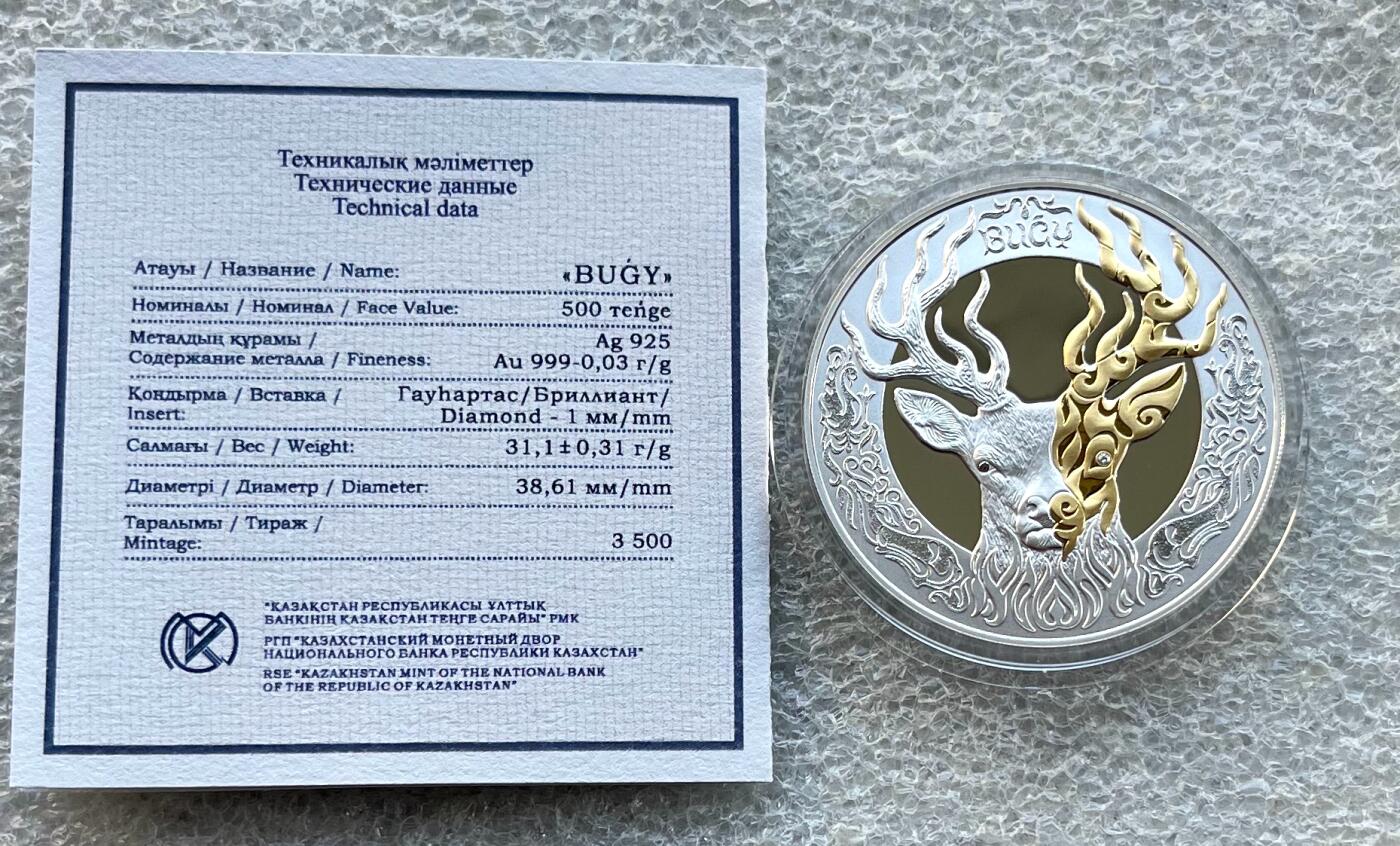 Техникалық мәліметтер
Технические данные
Technical data
Атауы / Название / Name: «BUǴY»
Номиналы / Номинал / Face Value: 500 теńge
Металдың құрамы / Ag 925
Содержание металла / Fineness: Au 999-0,03 г/g
Қондырма / Вставка / Гауһартас/Бриллиант/
Insert: Diamond - 1 мм/mm
Салмағы / Вес / Weight: 31,1±0,31 г/g
Диаметрі / Диаметр / Diameter: 38,61 мм/mm
Таралымы / Тираж /
Mintage: 3 500
"ҚАЗАҚСТАН РЕСПУБЛИКАСЫ ҰЛТТЫҚ
БАНКІНІҢ ҚАЗАҚСТАН ТЕҢГЕ САРАЙЫ" РМК
РГП "КАЗАХСТАНСКИЙ МОНЕТНЫЙ ДВОР
НАЦИОНАЛЬНОГО БАНКА РЕСПУБЛИКИ КАЗАХСТАН"
RSE "KAZAKHSTAN MINT OF THE NATIONAL BANK
OF THE REPUBLIC OF KAZAKHSTAN"
BUǴY